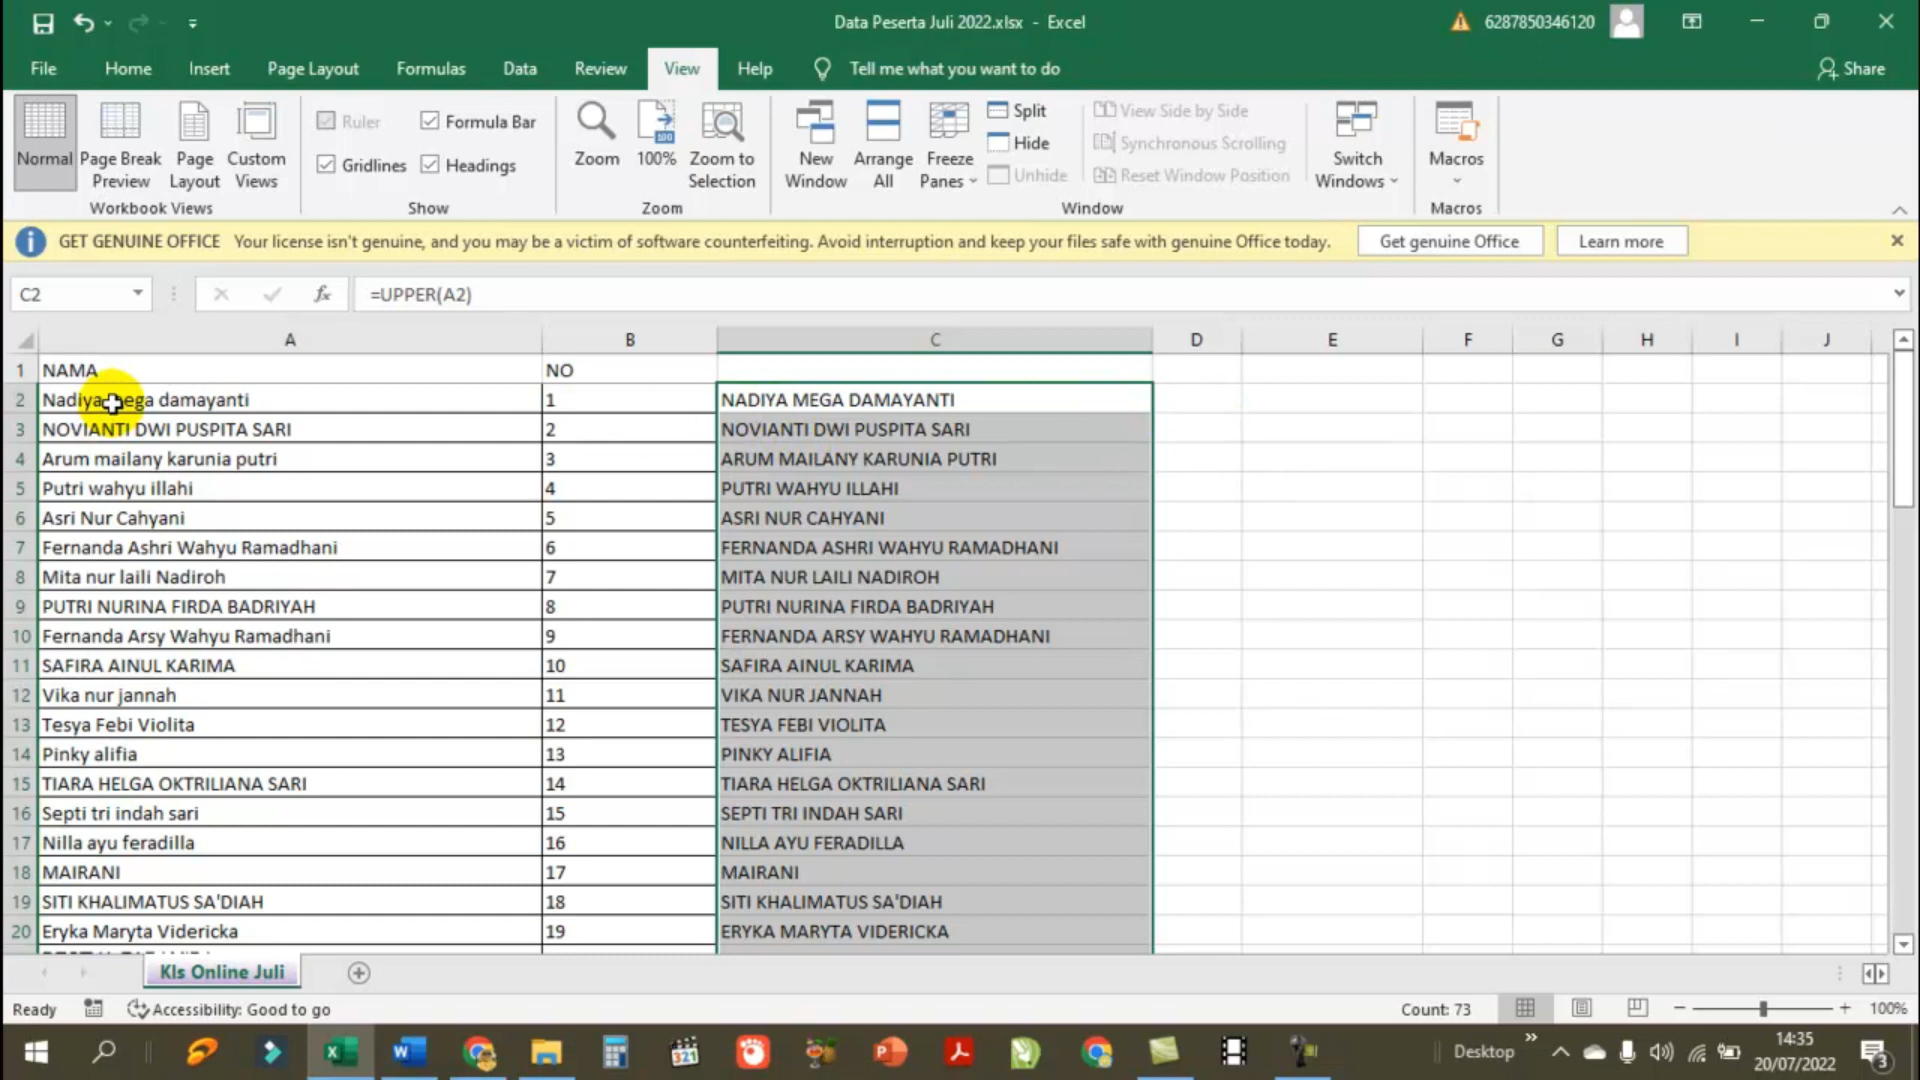 Data Peserta Juli 2022.xlsx - Excel
6287850346120
File Home Insert Page Layout Formulas Data Review View Help Tell me what you want to do Share
Normal
Page Break Preview
Page Layout
Custom Views
Workbook Views
Ruler
Formula Bar
Gridlines
Headings
Show
Zoom
100
100%
Zoom to Selection
Zoom
New Window
Arrange All
Freeze Panes
Split
Hide
Unhide
View Side by Side
Synchronous Scrolling
Reset Window Position
Window
Switch Windows
Macros
Macros
GET GENUINE OFFICE Your license isn't genuine, and you may be a victim of software counterfeiting. Avoid interruption and keep your files safe with genuine Office today. Get genuine Office Learn more
C2 fx =UPPER(A2)
A B C D E F G H I J
1 NAMA NO
2 Nadiya mega damayanti 1 NADIYA MEGA DAMAYANTI
3 NOVIANTI DWI PUSPITA SARI 2 NOVIANTI DWI PUSPITA SARI
4 Arum mailany karunia putri 3 ARUM MAILANY KARUNIA PUTRI
5 Putri wahyu illahi 4 PUTRI WAHYU ILLAHI
6 Asri Nur Cahyani 5 ASRI NUR CAHYANI
7 Fernanda Ashri Wahyu Ramadhani 6 FERNANDA ASHRI WAHYU RAMADHANI
8 Mita nur laili Nadiroh 7 MITA NUR LAILI NADIROH
9 PUTRI NURINA FIRDA BADRIYAH 8 PUTRI NURINA FIRDA BADRIYAH
10 Fernanda Arsy Wahyu Ramadhani 9 FERNANDA ARSY WAHYU RAMADHANI
11 SAFIRA AINUL KARIMA 10 SAFIRA AINUL KARIMA
12 Vika nur jannah 11 VIKA NUR JANNAH
13 Tesya Febi Violita 12 TESYA FEBI VIOLITA
14 Pinky alifia 13 PINKY ALIFIA
15 TIARA HELGA OKTRILIANA SARI 14 TIARA HELGA OKTRILIANA SARI
16 Septi tri indah sari 15 SEPTI TRI INDAH SARI
17 Nilla ayu feradilla 16 NILLA AYU FERADILLA
18 MAIRANI 17 MAIRANI
19 SITI KHALIMATUS SA'DIAH 18 SITI KHALIMATUS SA'DIAH
20 Eryka Maryta Videricka 19 ERYKA MARYTA VIDERICKA
Kls Online Juli
Ready Accessibility: Good to go Count: 73 100%
321
Desktop
14:35
20/07/2022
3